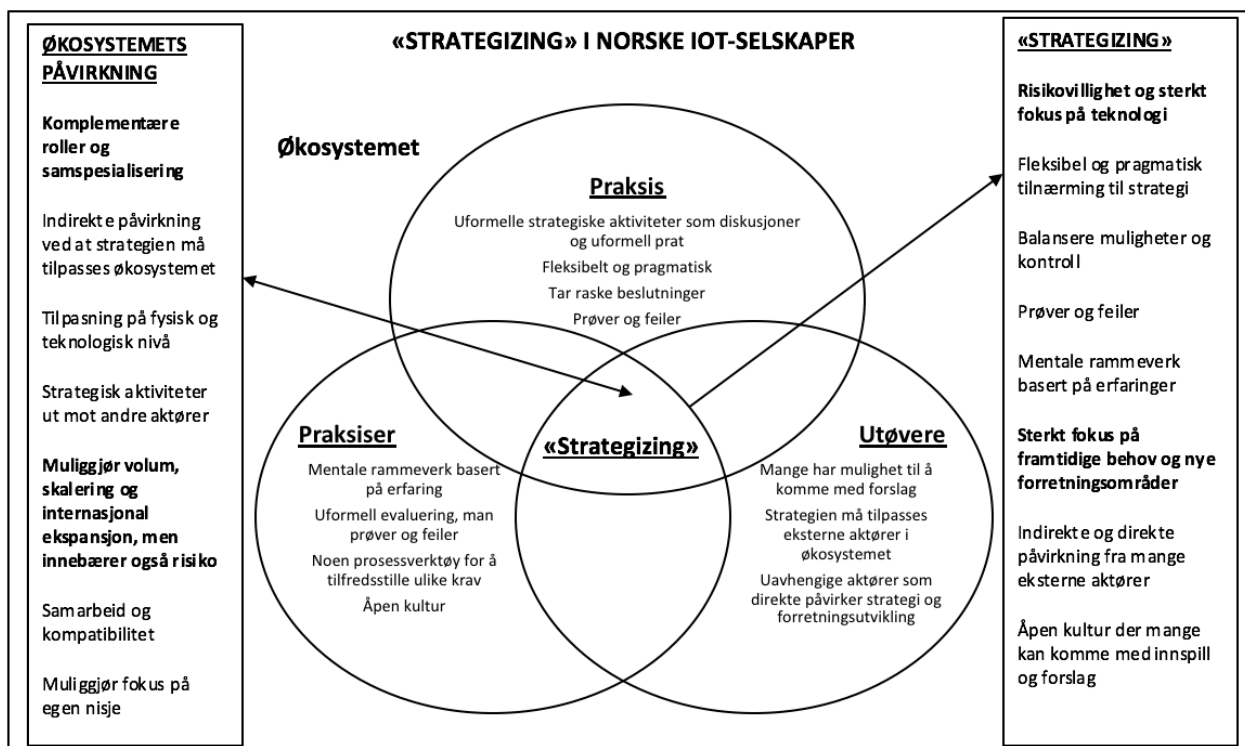 ØKOSYSTEMETS
PÅVIRKNING
Komplementære
roller og
samspesialisering
Indirekte påvirkning
ved at strategien må
tilpasses økosystemet
Tilpasning på fysisk og
teknologisk nivå
Strategisk aktiviteter
ut mot andre aktører
Muliggjør volum,
skalering og
internasjonal
ekspansjon, men
innebærer også risiko
Samarbeid og
kompatibilitet
Muliggjør fokus på
egen nisje
«STRATEGIZING» I NORSKE IOT-SELSKAPER
Økosystemet
Praksis
Uformelle strategiske aktiviteter som diskusjoner
og uformell prat
Fleksibelt og pragmatisk
Tar raske beslutninger
Prøver og feiler
Praksiser
Mentale rammeverk basert
på erfaring
Uformell evaluering, man
prøver og feiler
Noen prosessverktøy for å
tilfredsstille ulike krav
Åpen kultur
«Strategizing»
Utøvere
Mange har mulighet til å
komme med forslag
Strategien må tilpasses
eksterne aktører i
økosystemet
Uavhengige aktører som
direkte påvirker strategi og
forretningsutvikling
«STRATEGIZING»
Risikovillighet og sterkt
fokus på teknologi
Fleksibel og pragmatisk
tilnærming til strategi
Balansere muligheter og
kontroll
Prøver og feiler
Mentale rammeverk
basert på erfaringer
Sterkt fokus på
framtidige behov og nye
forretningsområder
Indirekte og direkte
påvirkning fra mange
eksterne aktører
Åpen kultur der mange
kan komme med innspill
og forslag